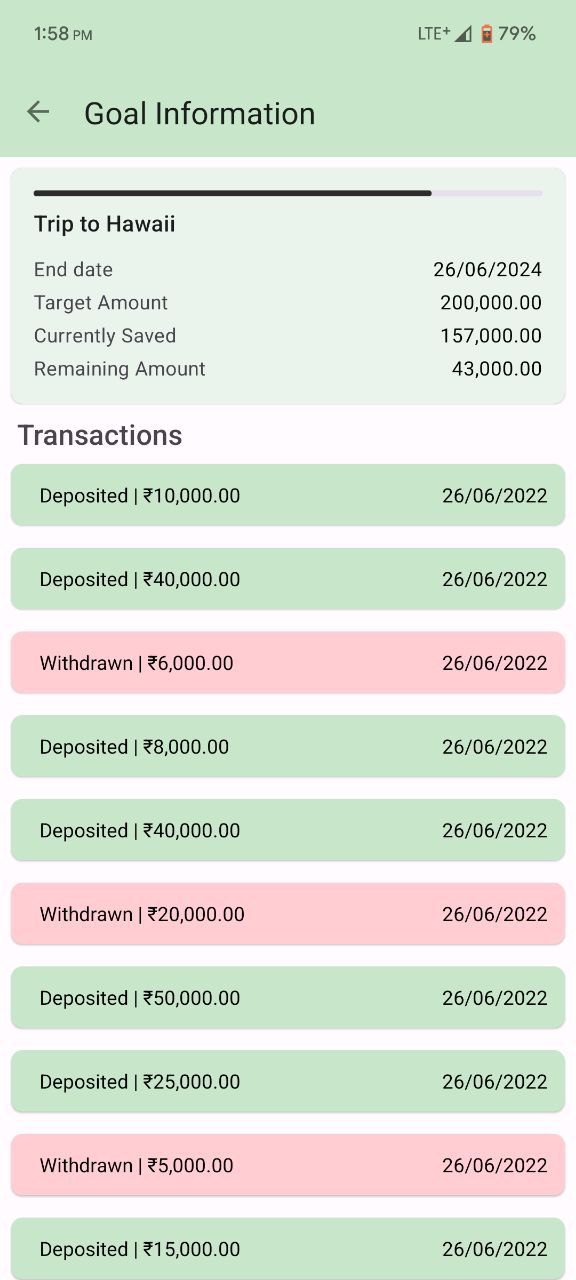 1:58 PM LTE+ 79%
Goal Information
Trip to Hawaii
End date 26/06/2024
Target Amount 200,000.00
Currently Saved 157,000.00
Remaining Amount 43,000.00
Transactions
Deposited | ₹10,000.00 26/06/2022
Deposited | ₹40,000.00 26/06/2022
Withdrawn | ₹6,000.00 26/06/2022
Deposited | ₹8,000.00 26/06/2022
Deposited | ₹40,000.00 26/06/2022
Withdrawn | ₹20,000.00 26/06/2022
Deposited | ₹50,000.00 26/06/2022
Deposited | ₹25,000.00 26/06/2022
Withdrawn | ₹5,000.00 26/06/2022
Deposited | ₹15,000.00 26/06/2022